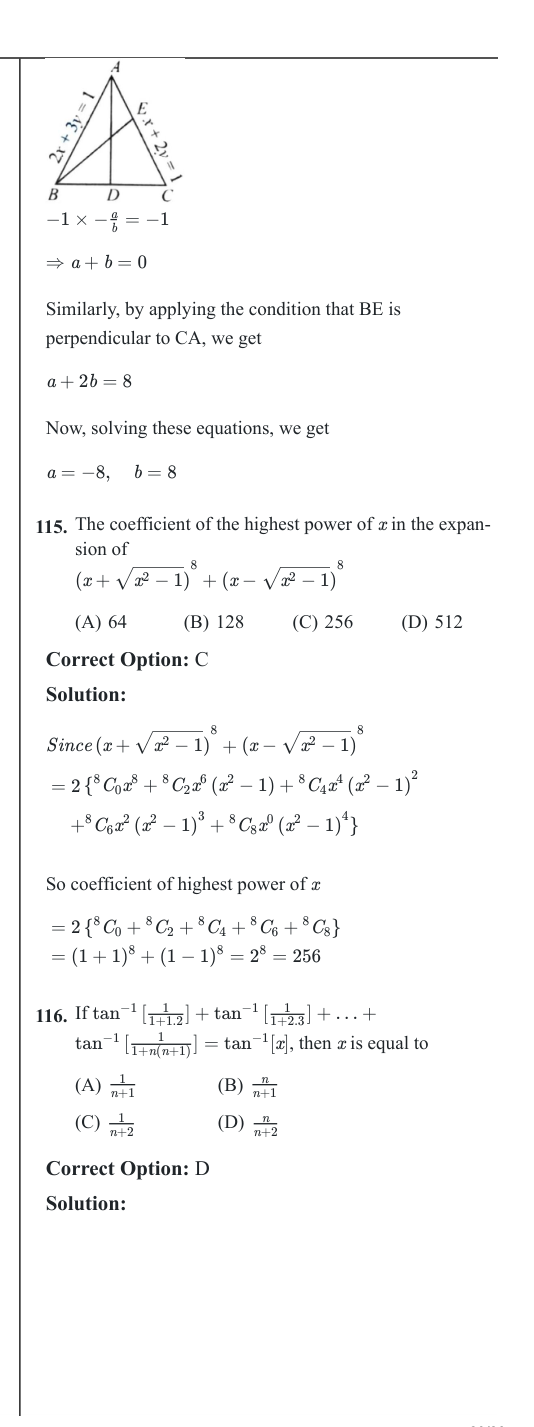 A
2x + 3y = 1
E
x + 2y = 1
B D C
−1 × −a/b = −1
⇒ a + b = 0
Similarly, by applying the condition that BE is
perpendicular to CA, we get
a + 2b = 8
Now, solving these equations, we get
a = −8, b = 8
115. The coefficient of the highest power of x in the expan-
sion of
(x + √(x² − 1))⁸ + (x − √(x² − 1))⁸
(A) 64 (B) 128 (C) 256 (D) 512
Correct Option: C
Solution:
Since (x + √(x² − 1))⁸ + (x − √(x² − 1))⁸
= 2 {⁸C₀x⁸ + ⁸C₂x⁶ (x² − 1) + ⁸C₄x⁴ (x² − 1)²
+⁸C₆x² (x² − 1)³ + ⁸C₈x⁰ (x² − 1)⁴}
So coefficient of highest power of x
= 2 {⁸C₀ + ⁸C₂ + ⁸C₄ + ⁸C₆ + ⁸C₈}
= (1 + 1)⁸ + (1 − 1)⁸ = 2⁸ = 256
116. If tan⁻¹ [1/(1+1.2)] + tan⁻¹ [1/(1+2.3)] + … +
tan⁻¹ [1/(1+n(n+1))] = tan⁻¹[x], then x is equal to
(A) 1/(n+1) (B) n/(n+1)
(C) 1/(n+2) (D) n/(n+2)
Correct Option: D
Solution: